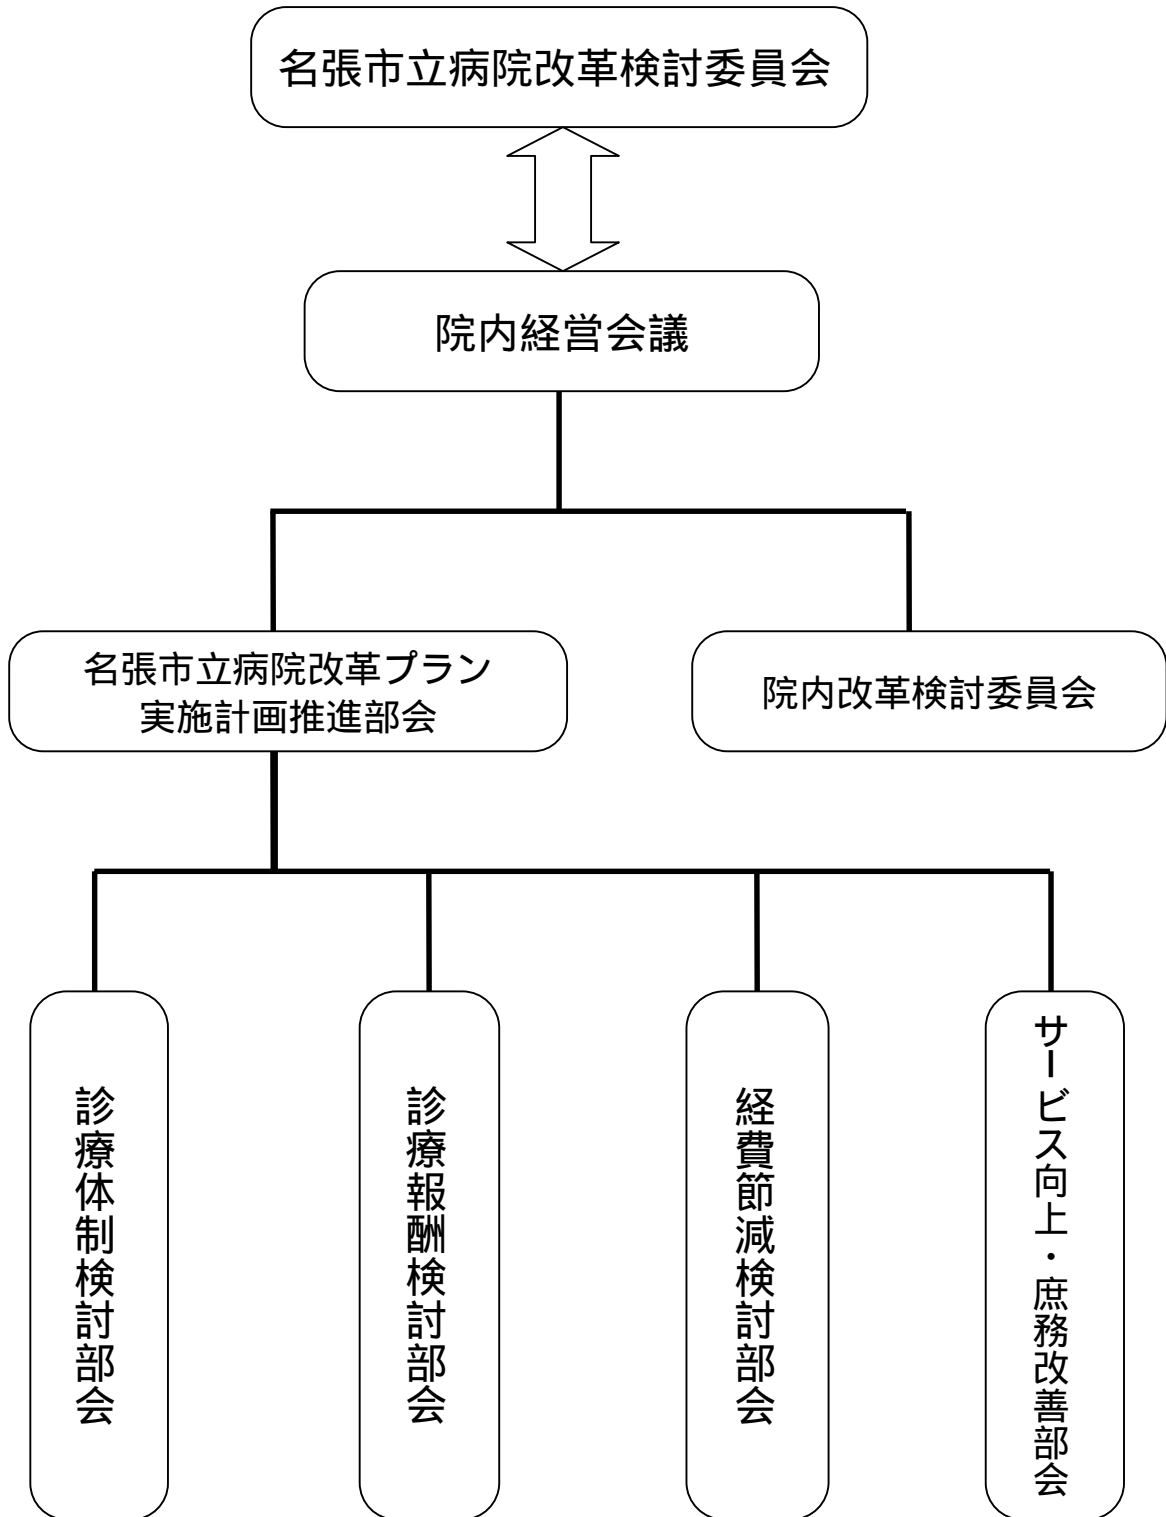 名張市立病院改革検討委員会
院内経営会議
名張市立病院改革プラン
実施計画推進部会
院内改革検討委員会
診療体制検討部会
診療報酬検討部会
経費節減検討部会
サービス向上・庶務改善部会